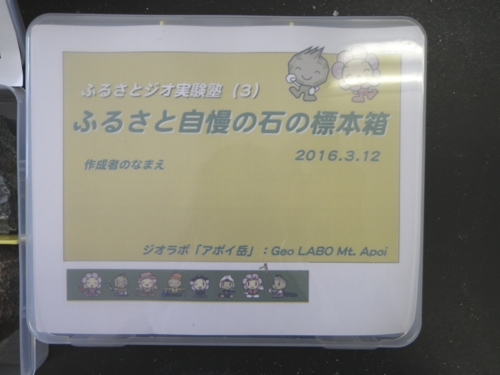 ふるさとジオ実験塾（3）
ふるさと自慢の石の標本箱
2016.3.12
作成者のなまえ
ジオラボ「アポイ岳」：Geo LABO Mt. Apoi